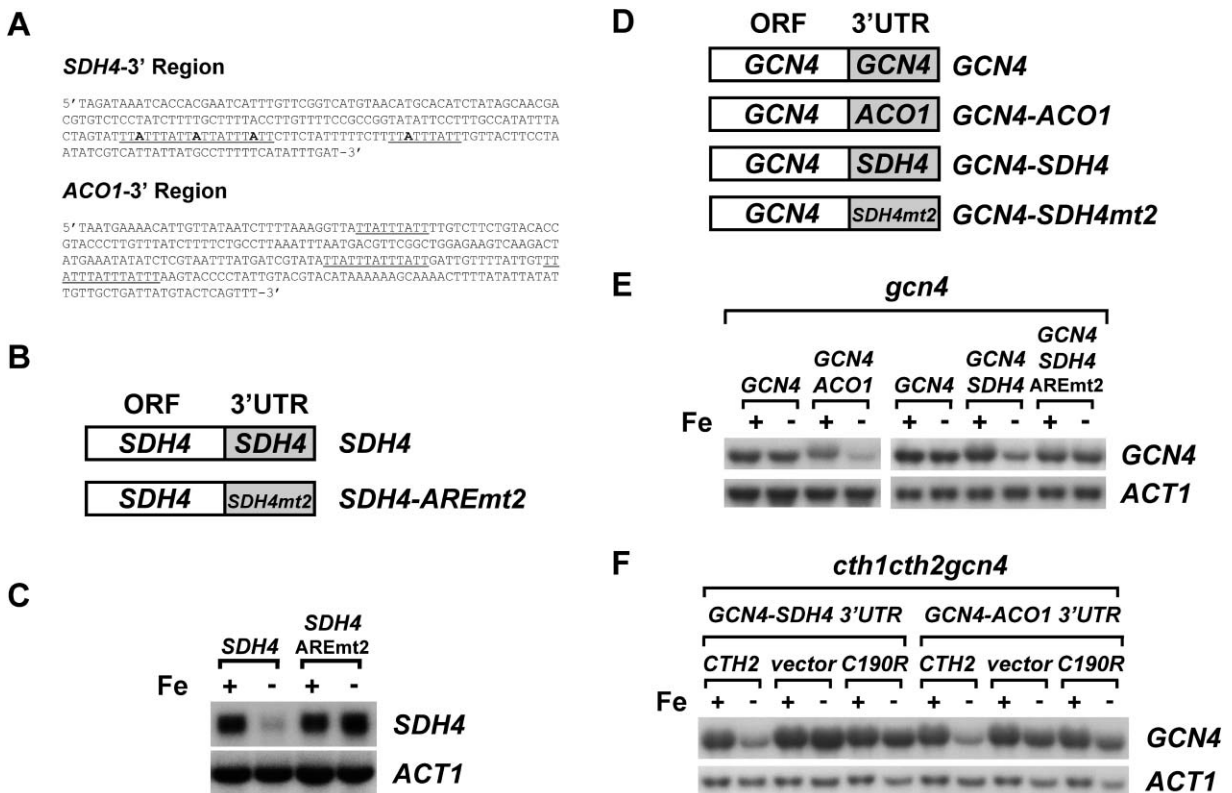 A
SDH4-3' Region
5'TAGATAAATCACCACGAATCATTTGTTCGGTCATGTAACATGCACATCTATAGCAACGA
CGTGTCTCCTATCTTTTGCTTTTACCTTGTTTTCCGCCGGTATATTCCTTTGCCATATTTA
CTAGTATTTATTTATTATTATTTATTCTTCTATTTTTCTTTTATTTATTTGTTACTTCCTA
ATATCGTCATTATTATGCCTTTTTCATATTTGAT-3'
ACO1-3' Region
5'TAATGAAAACATTGTTATAATCTTTTAAAGGTTATTATTTATTTTGTCTTCTGTACACC
GTACCCTTGTTTATCTTTTCTGCCTTAAATTTAATGACGTTCGGCTGGAGAAGTCAAGACT
ATGAAATATATCTCGTAATTTATGATCGTATATTATTTATTTATTGATTGTTTTATTGTTT
ATTTATTTATTTAAGTACCCCTATTGTACGTACATAAAAAAGCAAAACTTTTATATTATAT
TGTTGCTGATTATGTACTCAGTTT-3'
B
ORF 3'UTR
SDH4 SDH4 SDH4
SDH4 SDH4mt2 SDH4-AREmt2
C
SDH4 SDH4 AREmt2
Fe + - + -
SDH4
ACT1
D
ORF 3'UTR
GCN4 GCN4 GCN4
GCN4 ACO1 GCN4-ACO1
GCN4 SDH4 GCN4-SDH4
GCN4 SDH4mt2 GCN4-SDH4mt2
E
gcn4
GCN4 GCN4 ACO1 GCN4 GCN4 SDH4 GCN4 SDH4 AREmt2
Fe + - + - + - + - + -
GCN4
ACT1
F
cth1cth2gcn4
GCN4-SDH4 3'UTR GCN4-ACO1 3'UTR
CTH2 vector C190R CTH2 vector C190R
Fe + - + - + - + - + - + -
GCN4
ACT1